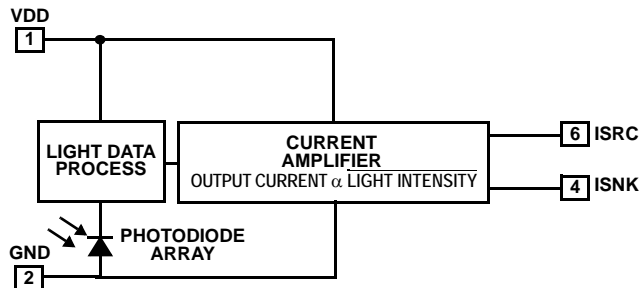 VDD
1
LIGHT DATA
PROCESS
CURRENT
AMPLIFIER
OUTPUT CURRENT α LIGHT INTENSITY
6 ISRC
4 ISNK
PHOTODIODE
ARRAY
GND
2